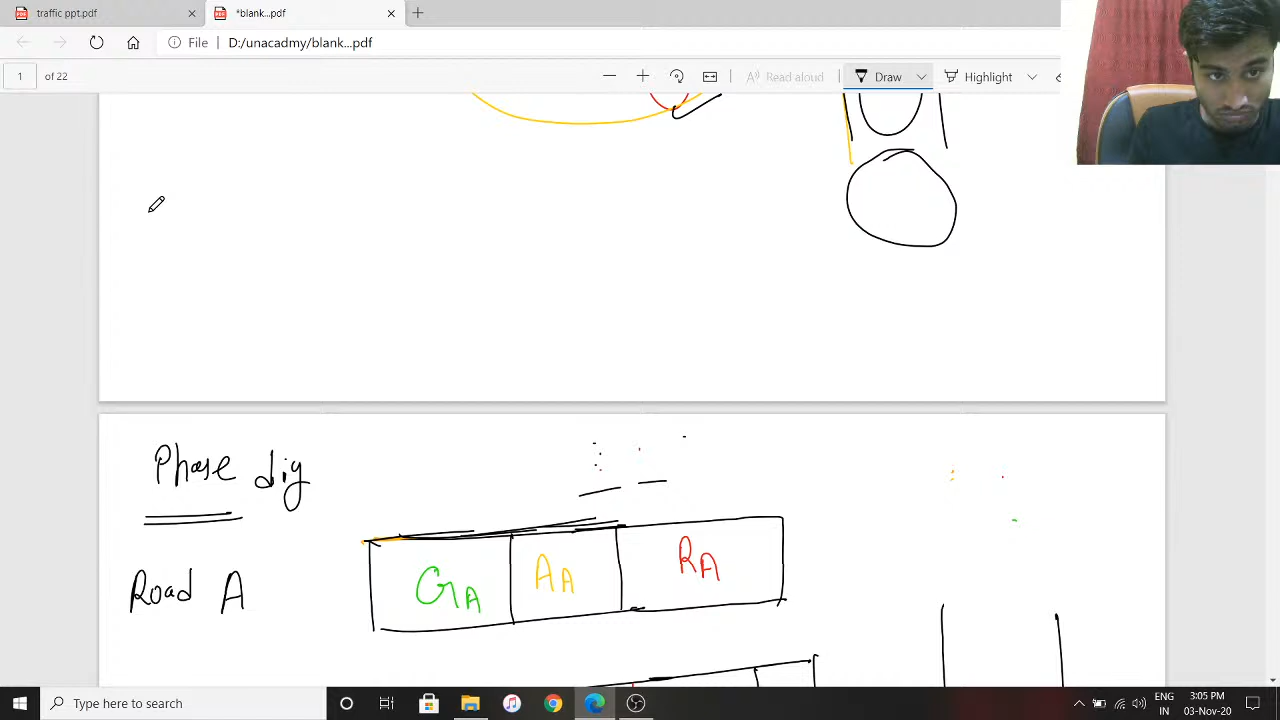 traffic ppt.pdf
*blank...pdf
File
D:/unacadmy/blank...pdf
1
of 22
Read aloud
Draw
Highlight
Phase dig
Road A
GA
AA
RA
Type here to search
ENG
IN
3:05 PM
03-Nov-20